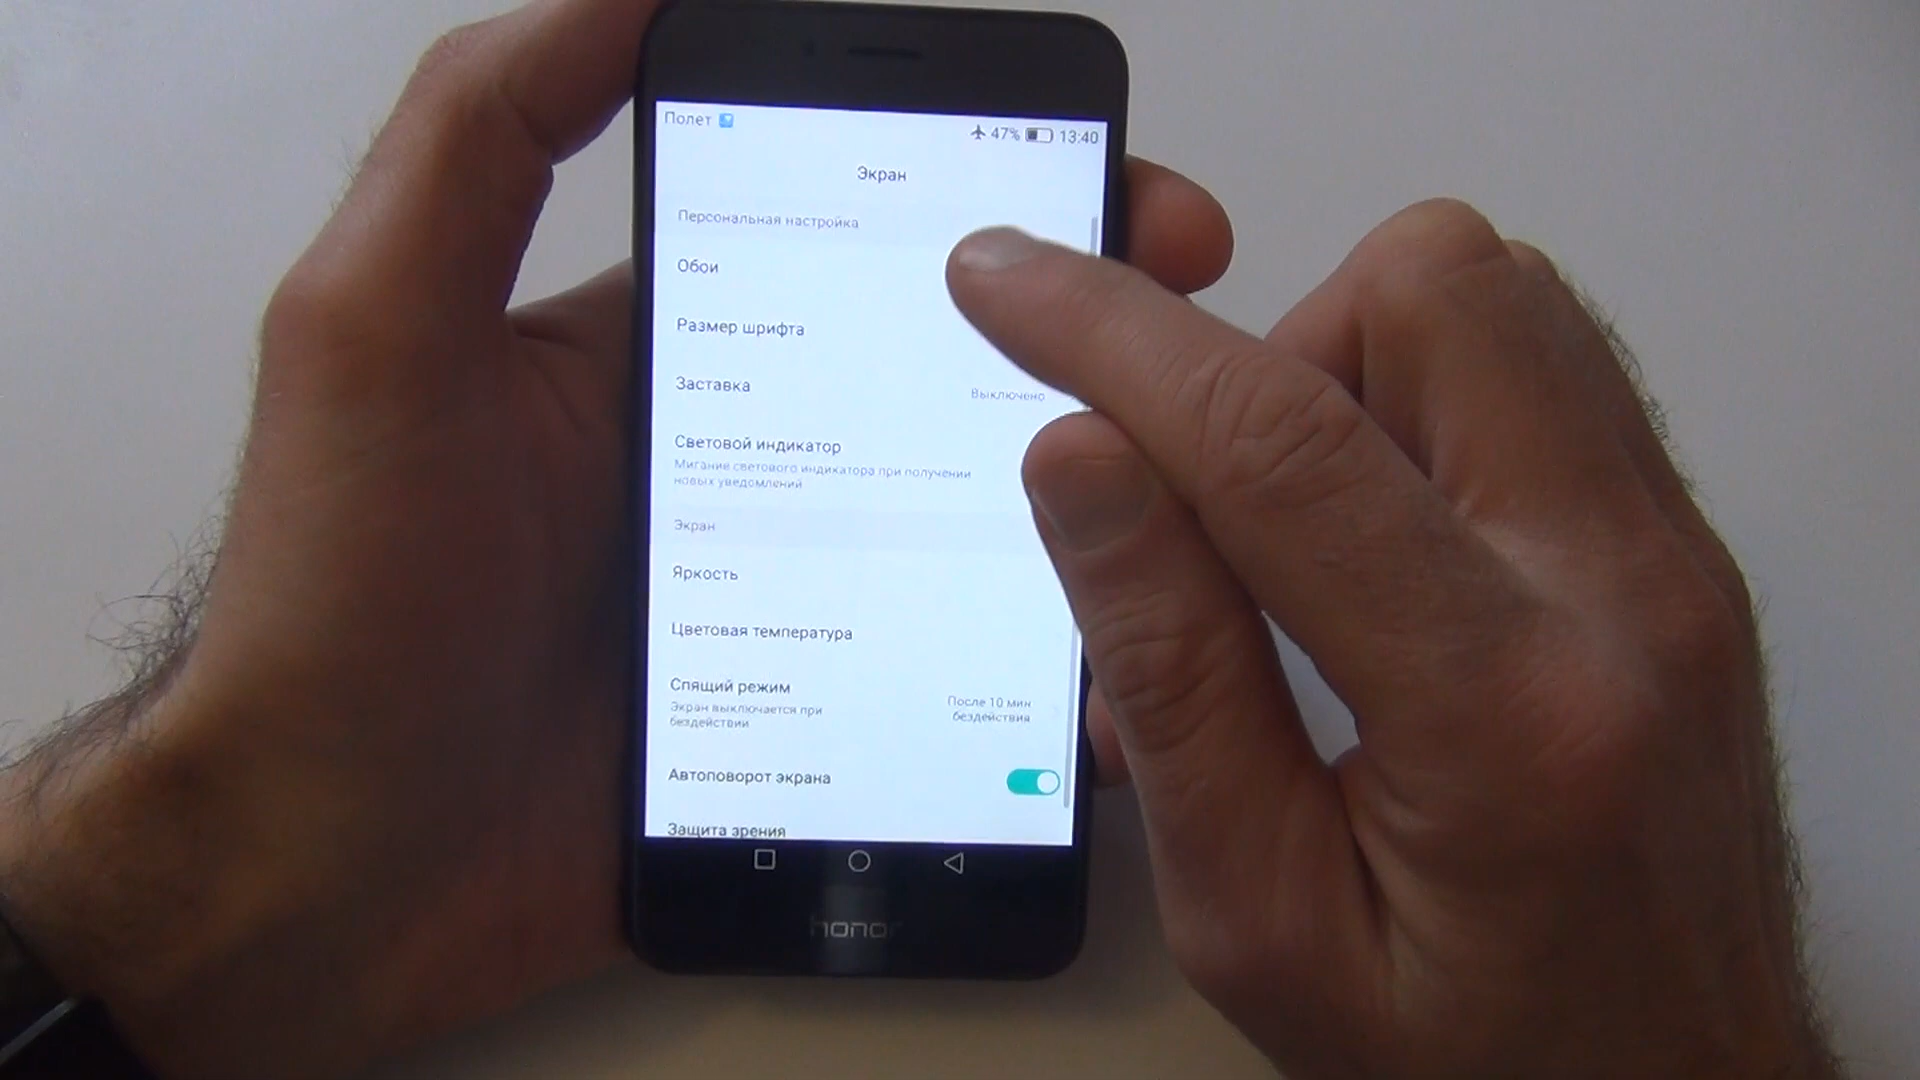 Полет
47% 13:40
Экран
Персональная настройка
Обои
Размер шрифта
Заставка
Выключено
Световой индикатор
Мигание светового индикатора при получении
новых уведомлений
Экран
Яркость
Цветовая температура
Спящий режим
Экран выключается при
бездействии
После 10 мин
бездействия
Автоповорот экрана
Защита зрения
honor